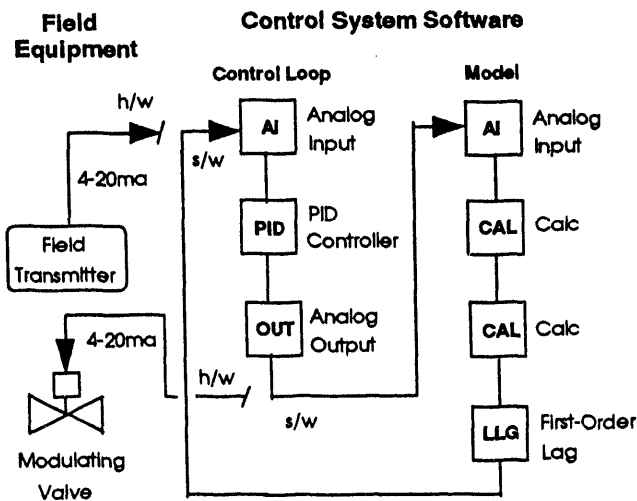 Field
Equipment
Control System Software
Control Loop
Model
h/w
AI
Analog
Input
AI
Analog
Input
s/w
4-20ma
PID
PID
Controller
CAL
Calc
Field
Transmitter
OUT
Analog
Output
CAL
Calc
4-20ma
h/w
s/w
LLG
First-Order
Lag
Modulating
Valve